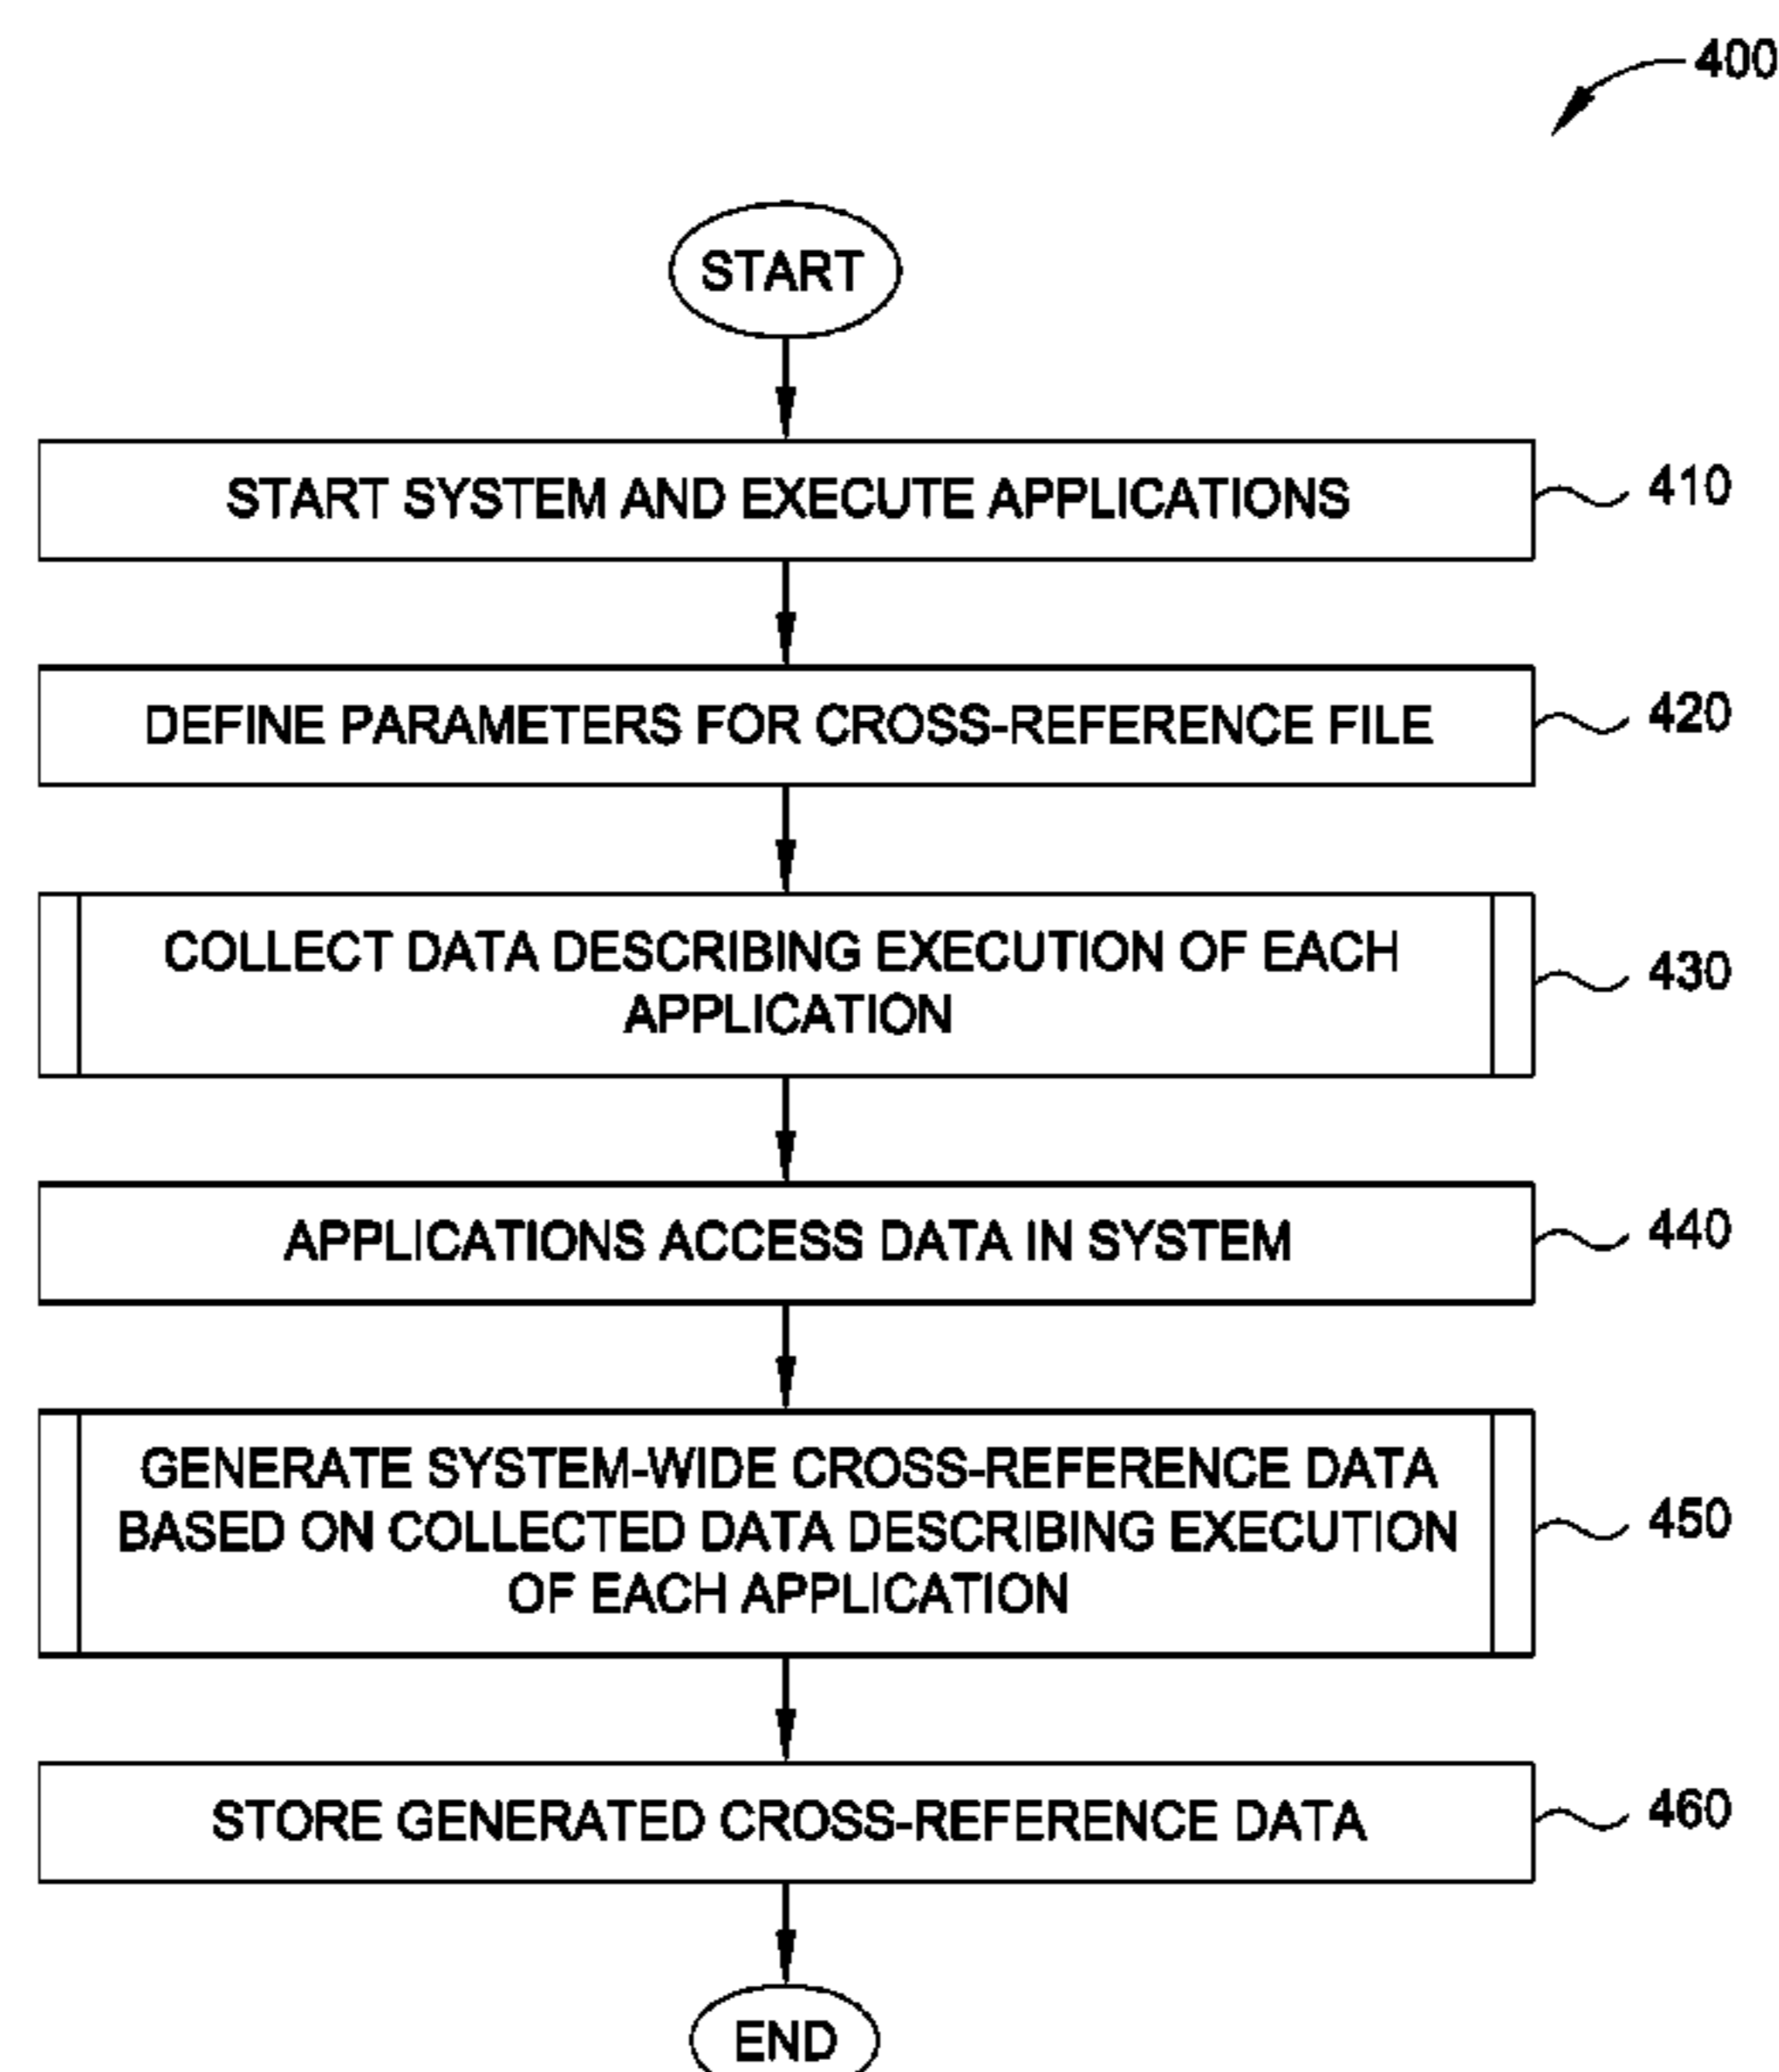 400
START
START SYSTEM AND EXECUTE APPLICATIONS
410
DEFINE PARAMETERS FOR CROSS-REFERENCE FILE
420
COLLECT DATA DESCRIBING EXECUTION OF EACH
APPLICATION
430
APPLICATIONS ACCESS DATA IN SYSTEM
440
GENERATE SYSTEM-WIDE CROSS-REFERENCE DATA
BASED ON COLLECTED DATA DESCRIBING EXECUTION
OF EACH APPLICATION
450
STORE GENERATED CROSS-REFERENCE DATA
460
END